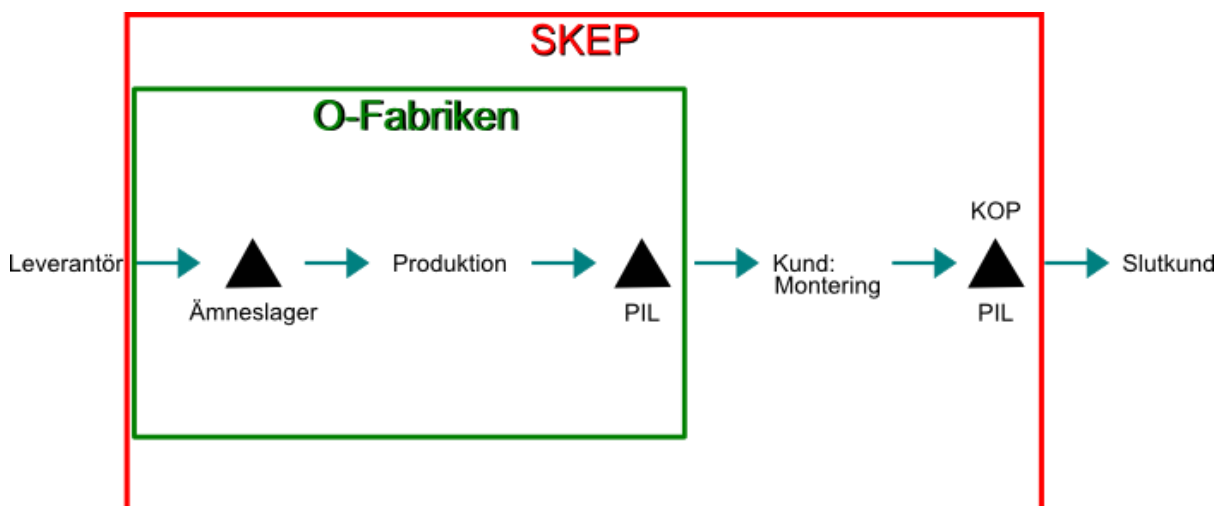 SKEP
O-Fabriken
KOP
Leverantör
Produktion
Kund:
Montering
Slutkund
Ämneslager
PIL
PIL